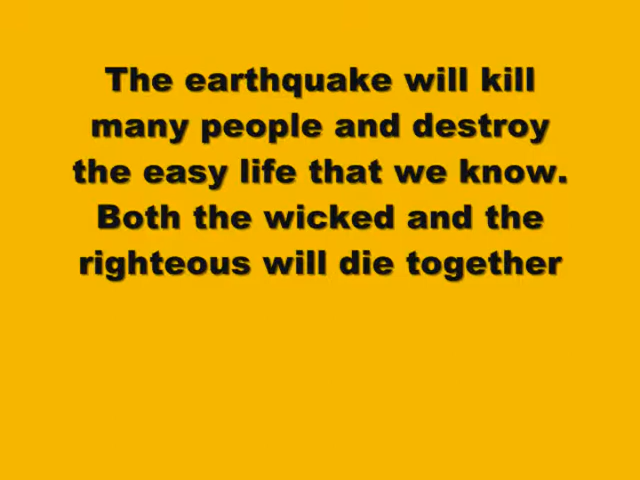 The earthquake will kill
many people and destroy
the easy life that we know.
Both the wicked and the
righteous will die together